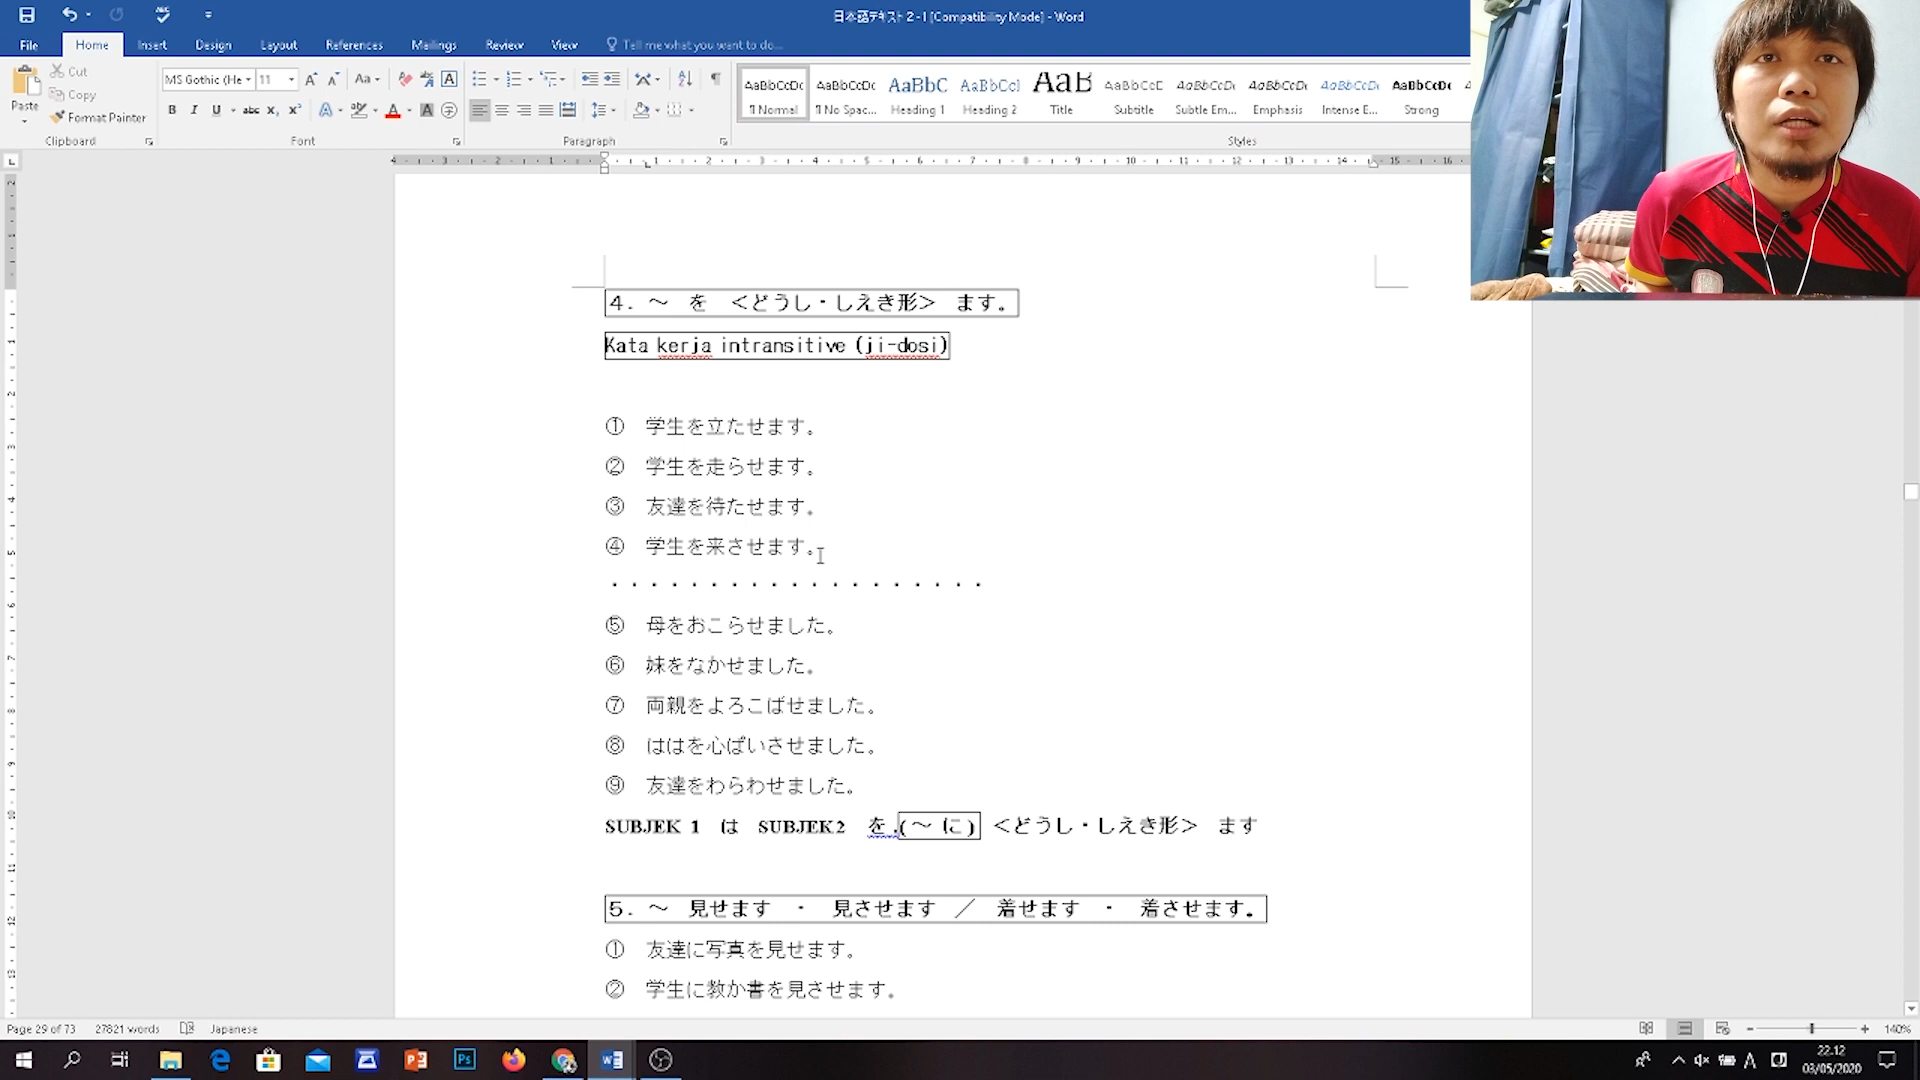 日本語テキスト２-Ⅰ [Compatibility Mode] - Word
File Home Insert Design Layout References Mailings Review View Tell me what you want to do...
Paste
Cut
Copy
Format Painter
Clipboard
MS Gothic (He 11
Font
Paragraph
AaBbCcDc AaBbCcDc AaBbC AaBbCcI AaB AaBbCcC AaBbCcDt AaBbCcDt AaBbCcDt AaBbCcDc
¶ Normal ¶ No Spac... Heading 1 Heading 2 Title Subtitle Subtle Em... Emphasis Intense E... Strong
Styles
４．～　を　＜どうし・しえき形＞　ます。
Kata kerja intransitive (ji-dosi)
①　学生を立たせます。
②　学生を走らせます。
③　友達を待たせます。
④　学生を来させます。
・・・・・・・・・・・・・・・・・・・
⑤　母をおこらせました。
⑥　妹をなかせました。
⑦　両親をよろこばせました。
⑧　ははを心ぱいさせました。
⑨　友達をわらわせました。
SUBJEK 1　は　SUBJEK2　を .(～ に)　＜どうし・しえき形＞　ます
５．～　見せます　・　見させます　／　着せます　・　着させます。
①　友達に写真を見せます。
②　学生に教か書を見させます。
Page 29 of 73 27821 words Japanese 140%
22.12
03/05/2020